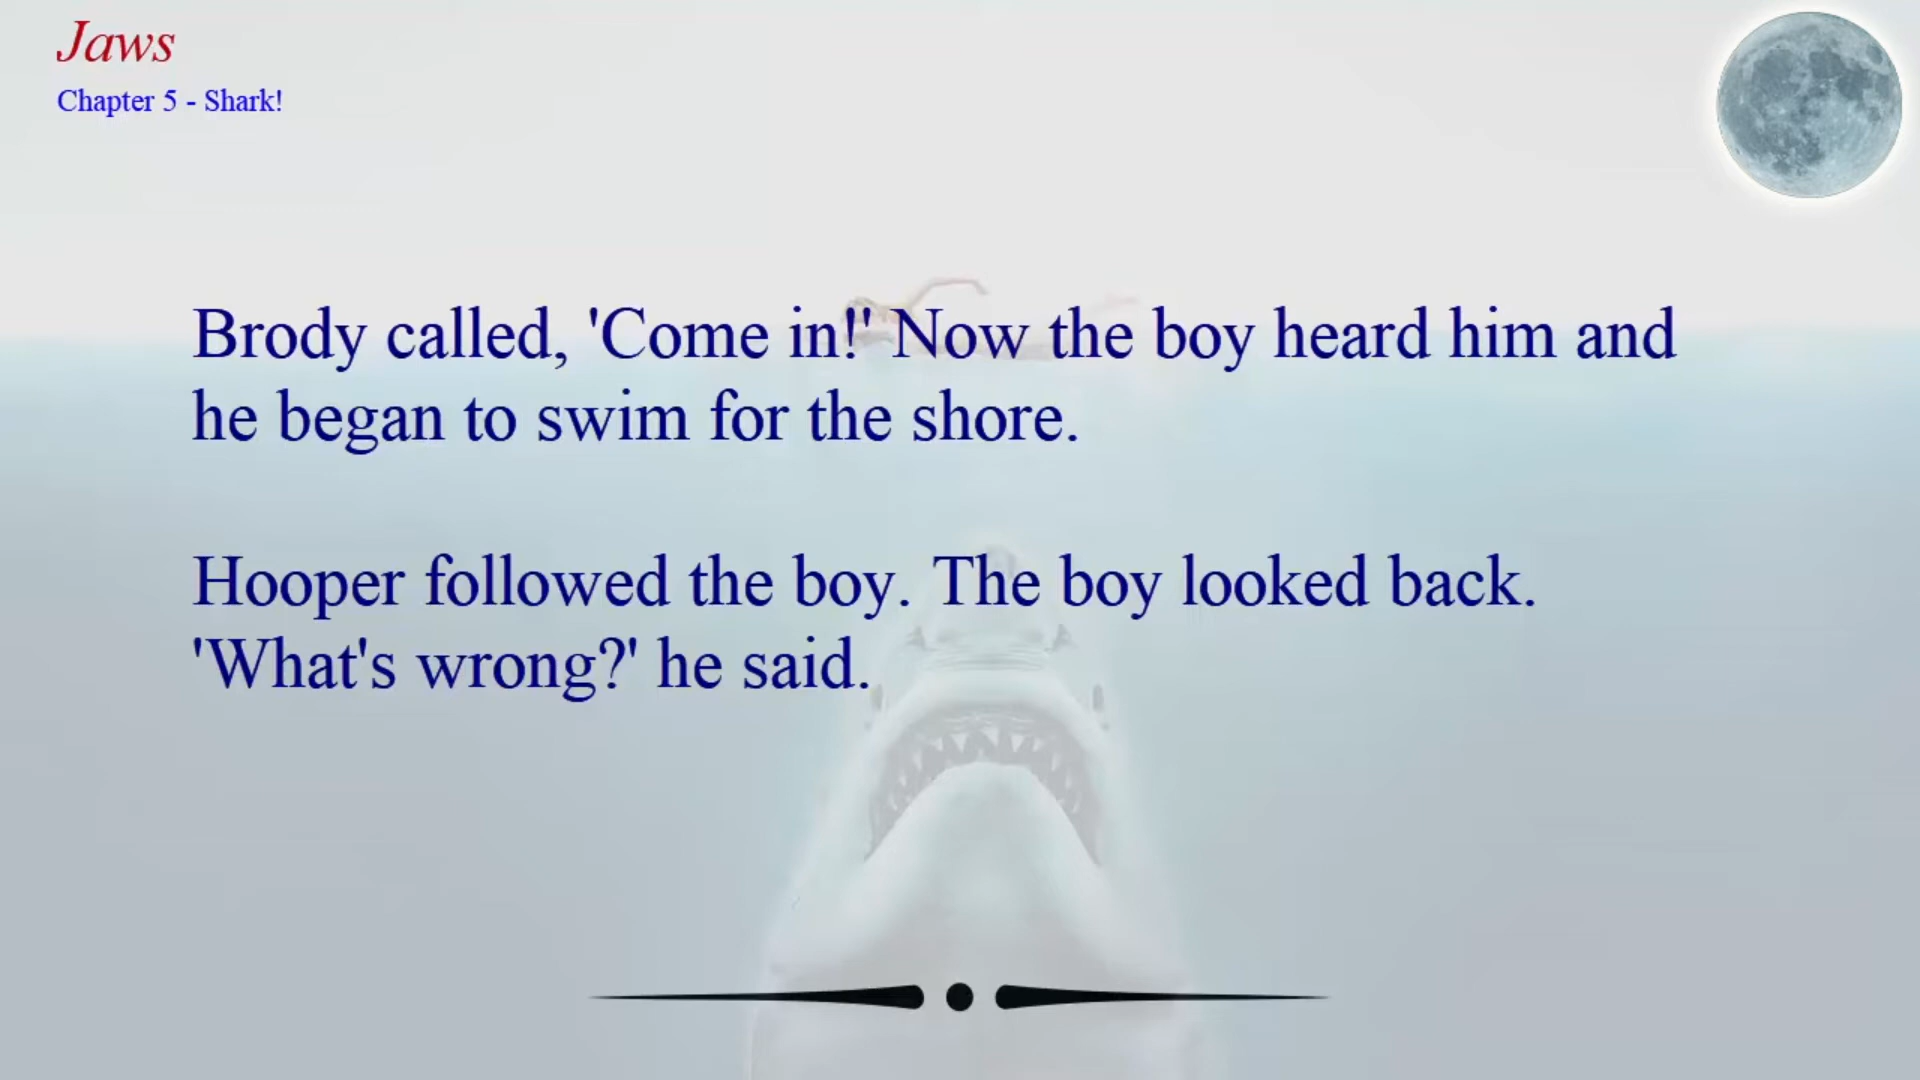 Jaws
Chapter 5 - Shark!
Brody called, 'Come in!' Now the boy heard him and
he began to swim for the shore.
Hooper followed the boy. The boy looked back.
'What's wrong?' he said.